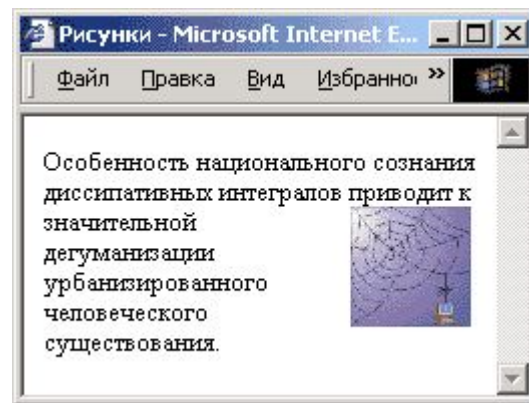 Рисунки - Microsoft Internet E...
Файл Правка Вид Избранно »
Особенность национального сознания
диссипативных интегралов приводит к
значительной
дегуманизации
урбанизированного
человеческого
существования.